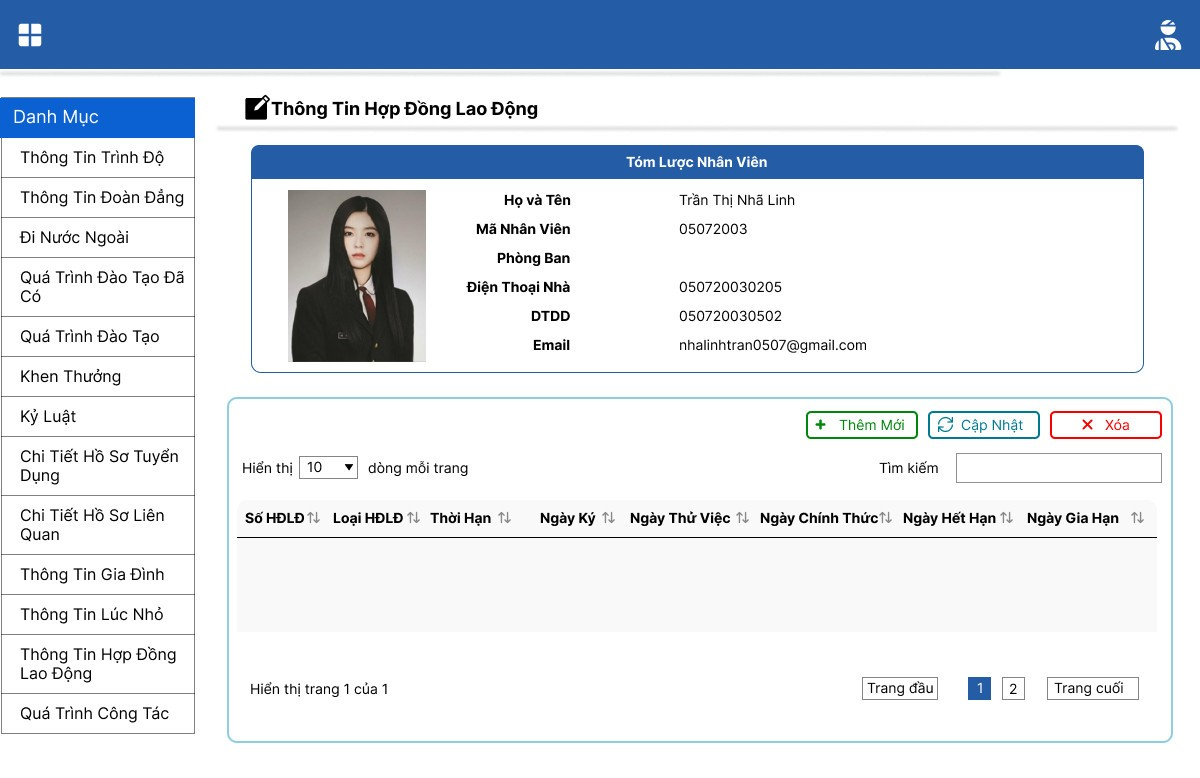 Thông Tin Hợp Đồng Lao Động
Danh Mục
Thông Tin Trình Độ
Thông Tin Đoàn Đảng
Đi Nước Ngoài
Quá Trình Đào Tạo Đã
Có
Quá Trình Đào Tạo
Khen Thưởng
Kỷ Luật
Chi Tiết Hồ Sơ Tuyển
Dụng
Chi Tiết Hồ Sơ Liên
Quan
Thông Tin Gia Đình
Thông Tin Lúc Nhỏ
Thông Tin Hợp Đồng
Lao Động
Quá Trình Công Tác
Tóm Lược Nhân Viên
Họ và Tên Trần Thị Nhã Linh
Mã Nhân Viên 05072003
Phòng Ban
Điện Thoại Nhà 050720030205
DTDD 050720030502
Email nhalinhtran0507@gmail.com
Thêm Mới Cập Nhật Xóa
Hiển thị 10 dòng mỗi trang Tìm kiếm
Số HĐLĐ Loại HĐLĐ Thời Hạn Ngày Ký Ngày Thử Việc Ngày Chính Thức Ngày Hết Hạn Ngày Gia Hạn
Hiển thị trang 1 của 1 Trang đầu 1 2 Trang cuối